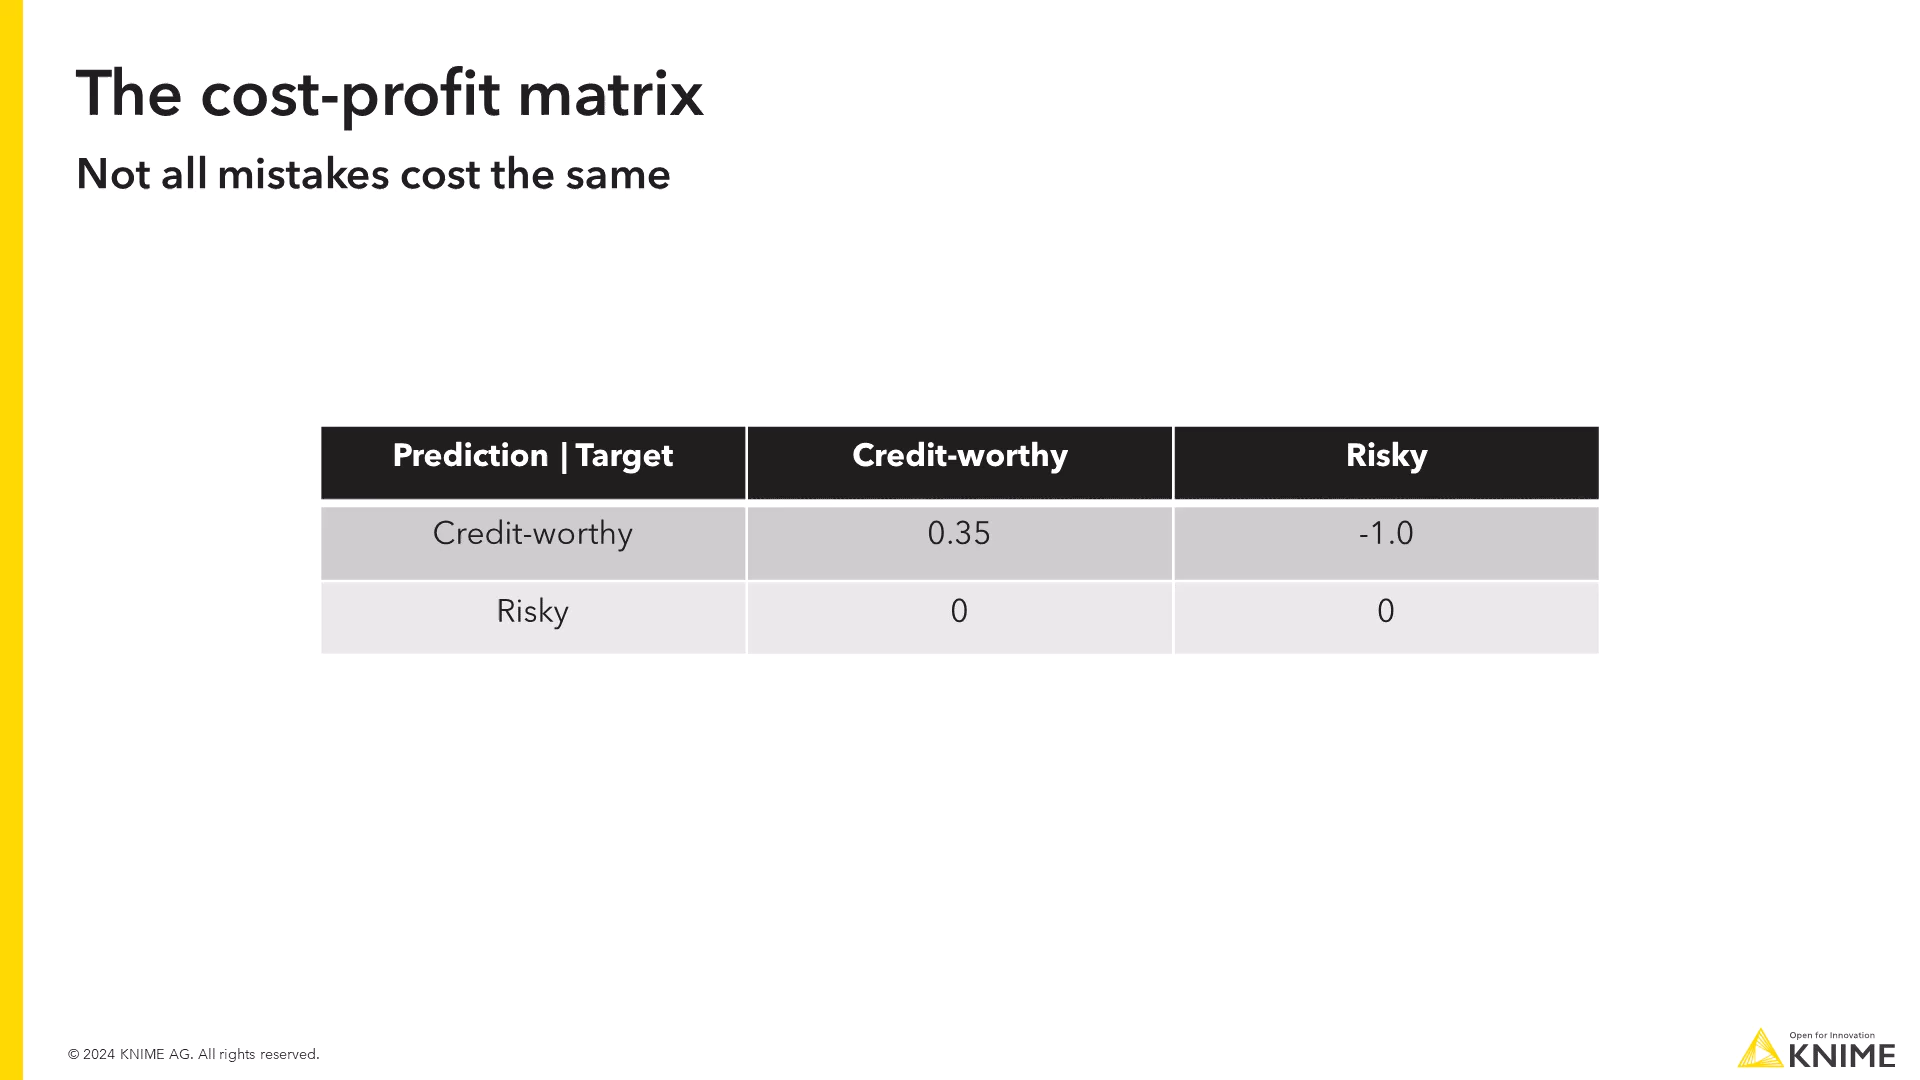 The cost-profit matrix
Not all mistakes cost the same
Prediction | Target Credit-worthy Risky
Credit-worthy 0.35 -1.0
Risky 0 0
© 2024 KNIME AG. All rights reserved.
Open for Innovation
KNIME